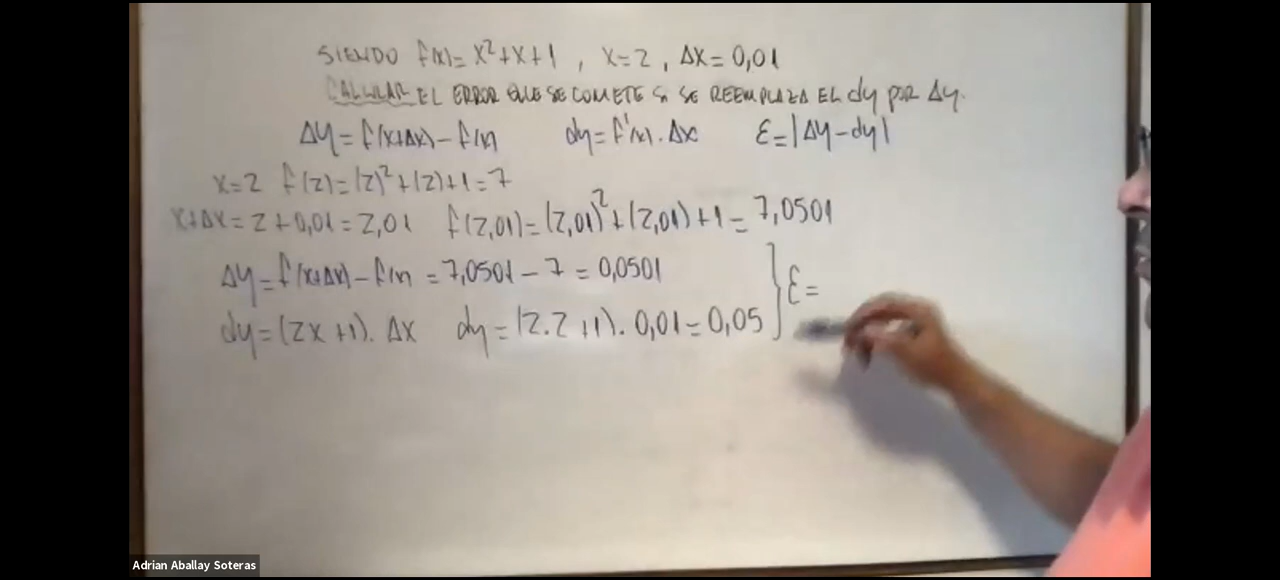 SIENDO f(x)= x²+x+1 , x=2 , Δx=0,01
CALCULAR EL ERROR QUE SE COMETE SI SE REEMPLAZA EL dy POR Δy.
Δy=f(x+Δx)-f(x) dy=f'(x).Δx ε=|Δy-dy|
x=2 f(2)=(2)²+(2)+1=7
x+Δx=2+0,01=2,01 f(2,01)=(2,01)²+(2,01)+1=7,0501
Δy=f(x+Δx)-f(x)=7,0501-7=0,0501
dy=(2x+1).Δx dy=(2.2+1).0,01=0,05 } ε=
Adrian Aballay Soteras